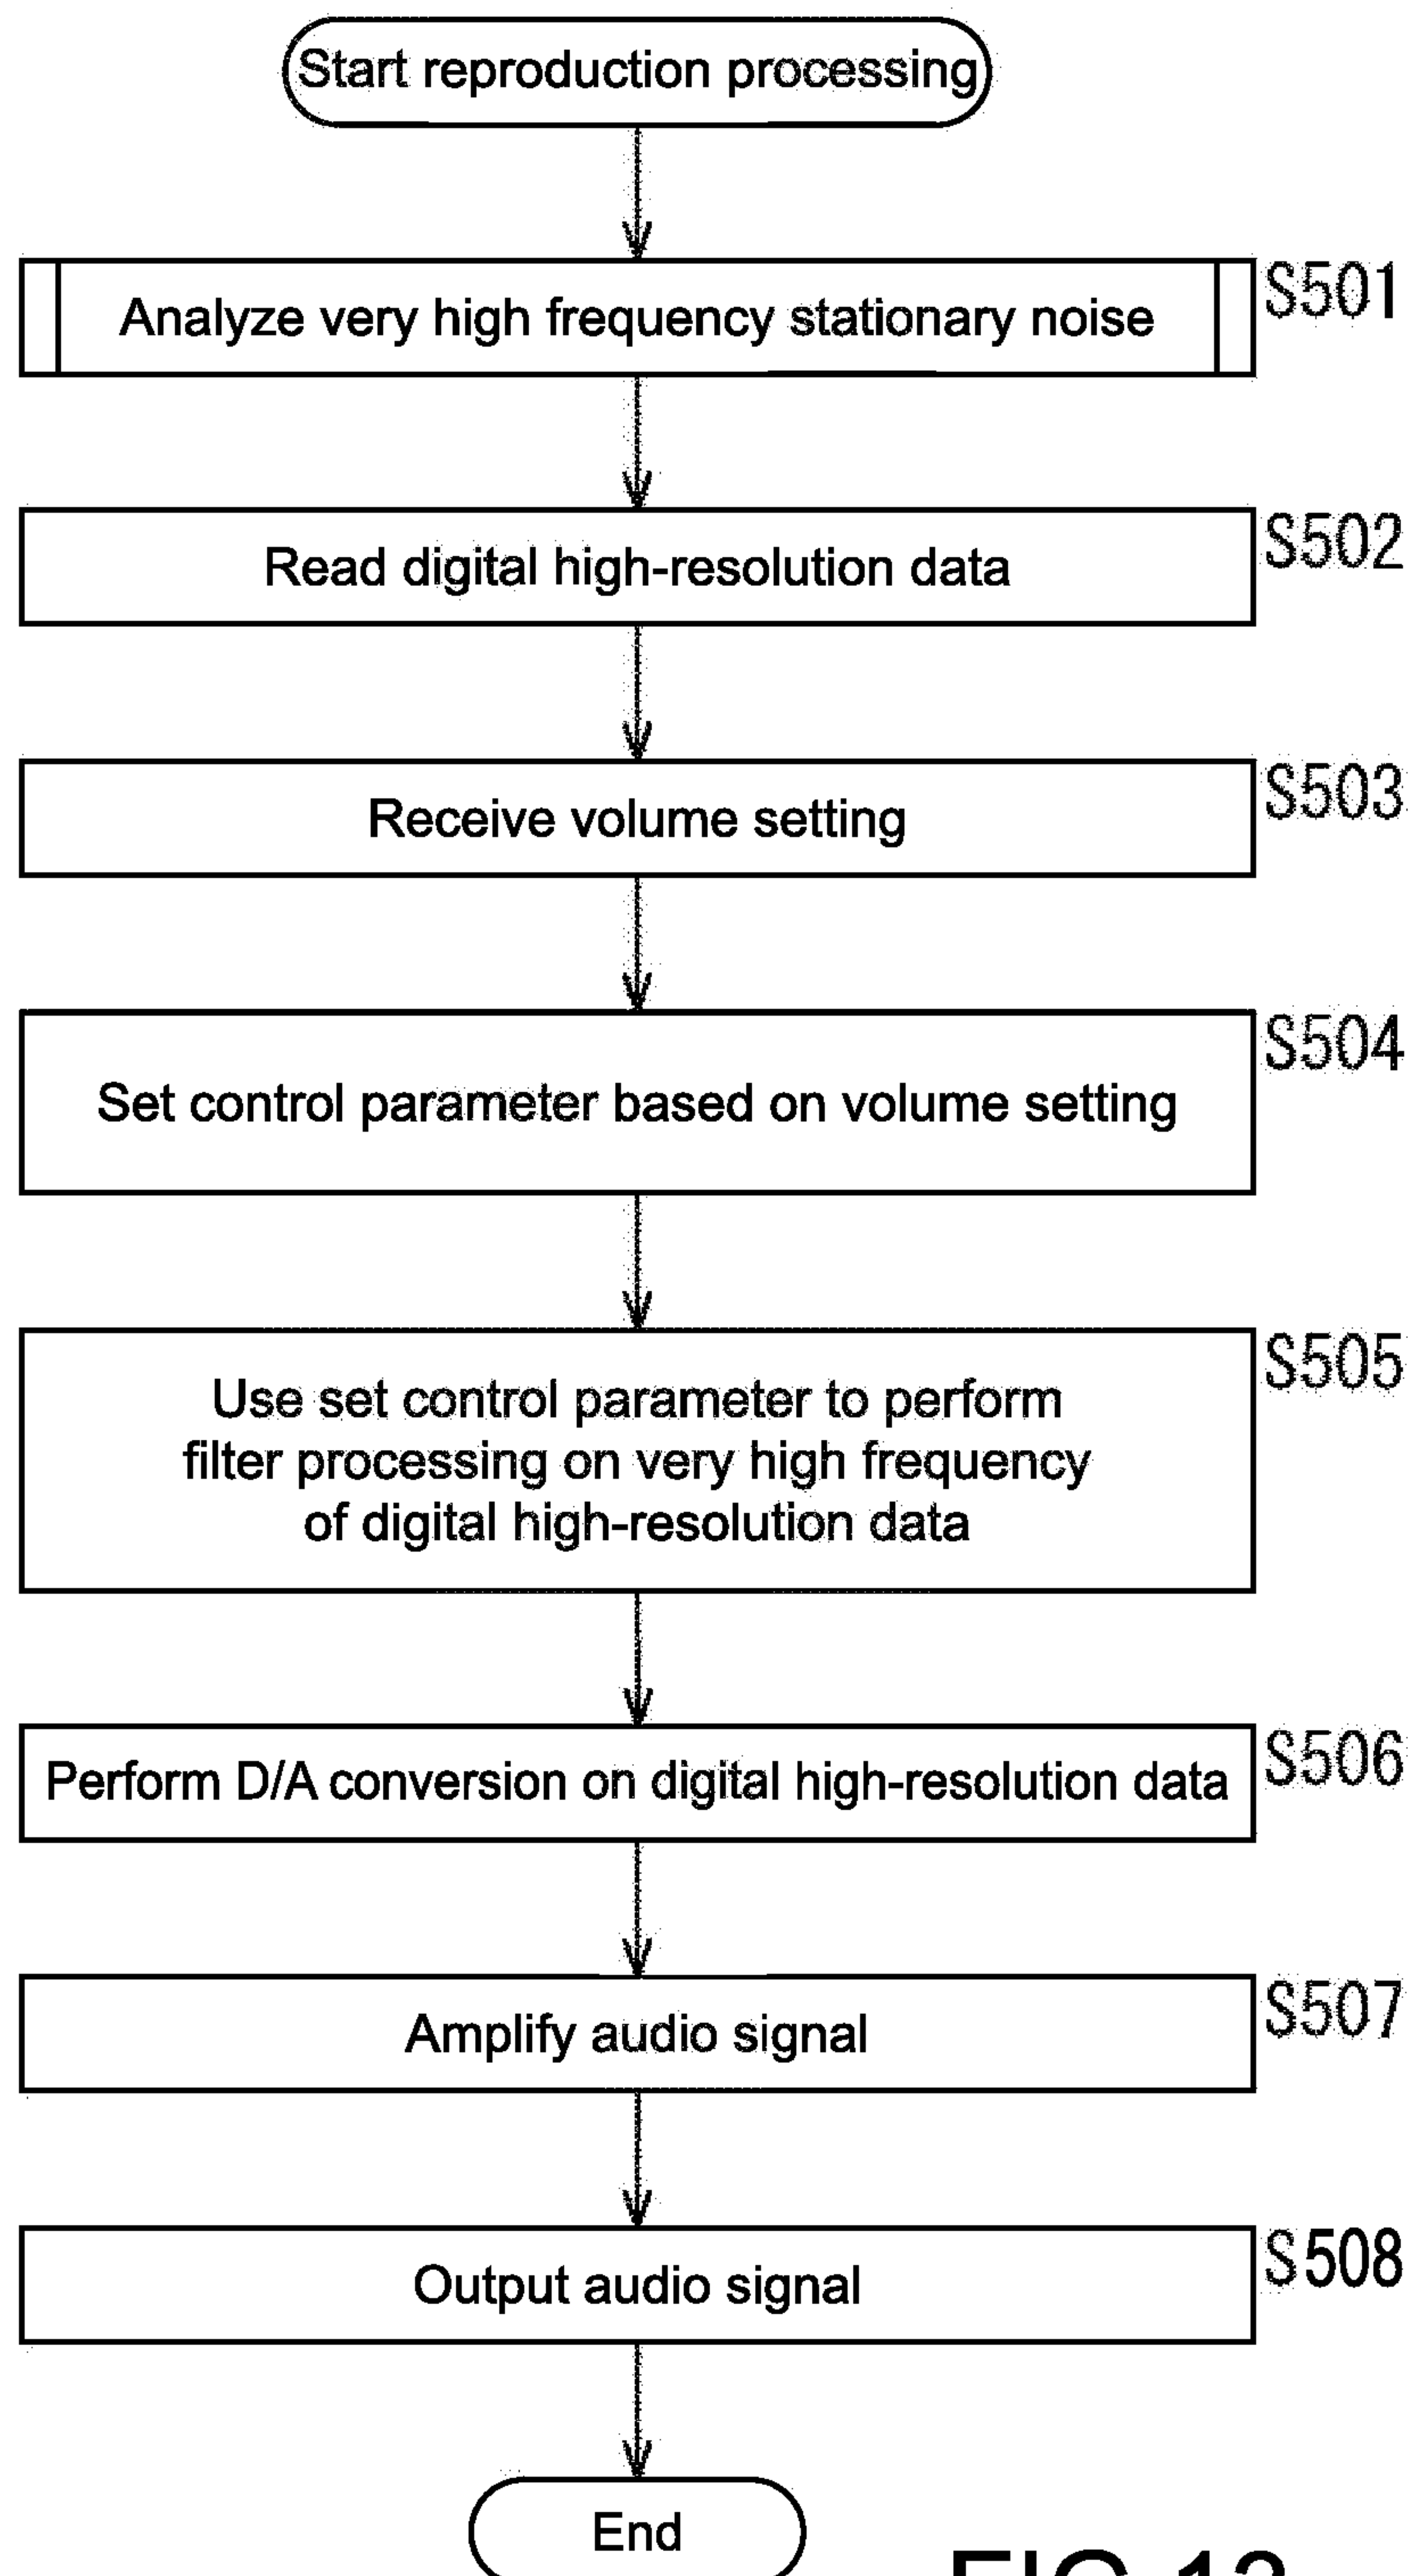 Start reproduction processing
Analyze very high frequency stationary noise
S501
Read digital high-resolution data
S502
Receive volume setting
S503
Set control parameter based on volume setting
S504
Use set control parameter to perform
filter processing on very high frequency
of digital high-resolution data
S505
Perform D/A conversion on digital high-resolution data
S506
Amplify audio signal
S507
Output audio signal
S508
End